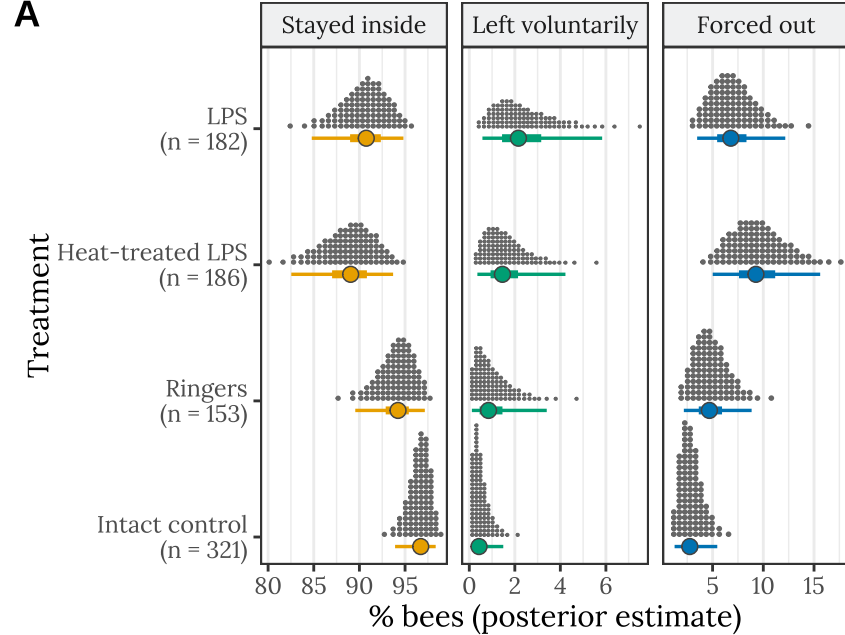 A
Stayed inside
Left voluntarily
Forced out
Treatment
LPS
(n = 182)
Heat-treated LPS
(n = 186)
Ringers
(n = 153)
Intact control
(n = 321)
80 85 90 95
0 2 4 6
5 10 15
% bees (posterior estimate)